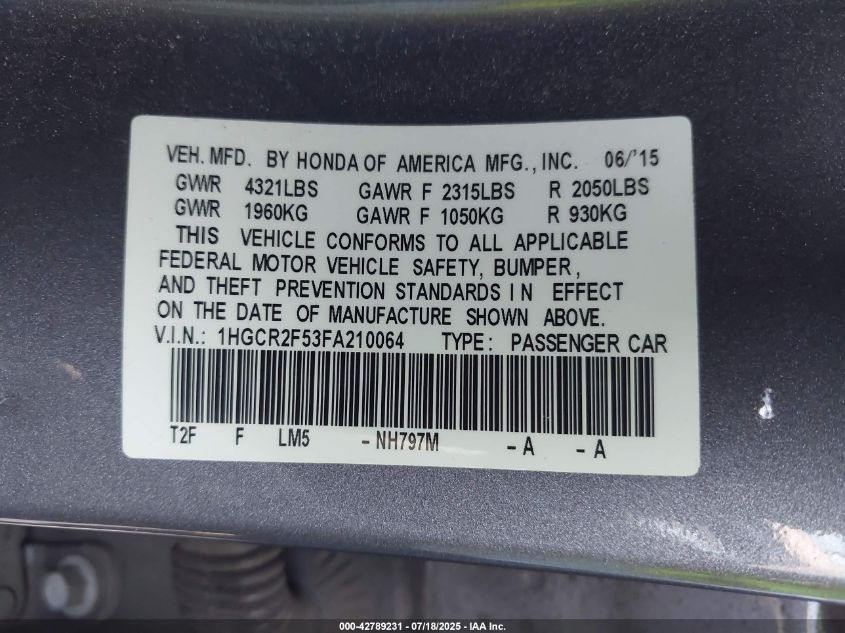 VEH. MFD. BY HONDA OF AMERICA MFG., INC. 06/'15
GVWR 4321LBS GAWR F 2315LBS R 2050LBS
GVWR 1960KG GAWR F 1050KG R 930KG
THIS VEHICLE CONFORMS TO ALL APPLICABLE
FEDERAL MOTOR VEHICLE SAFETY, BUMPER,
AND THEFT PREVENTION STANDARDS IN EFFECT
ON THE DATE OF MANUFACTURE SHOWN ABOVE.
V.I.N.: 1HGCR2F53FA210064 TYPE: PASSENGER CAR
T2F F LM5 - NH797M - A - A
000-42789231 - 07/18/2025 - IAA Inc.